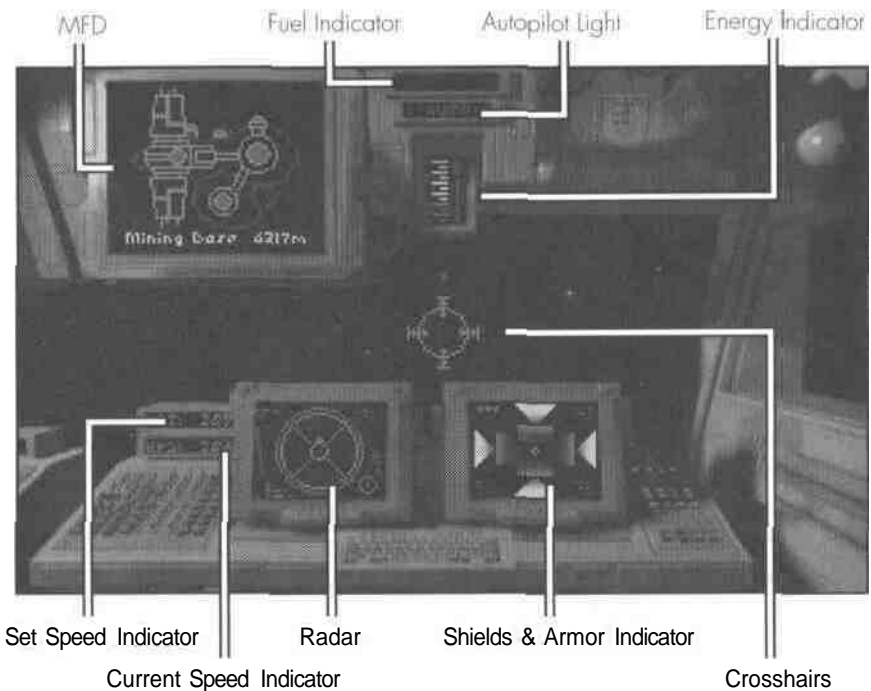 MFD Fuel Indicator Autopilot Light Energy Indicator
Mining Base 6217m
Set Speed Indicator Radar Shields & Armor Indicator
Current Speed Indicator Crosshairs